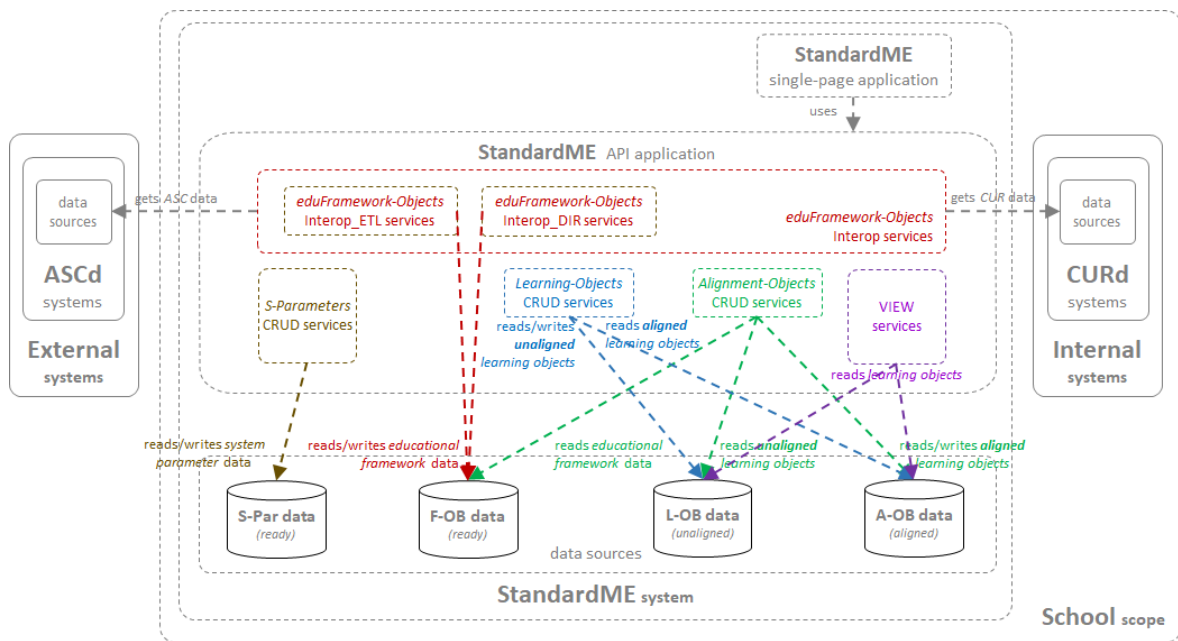 StandardME
single-page application
uses
StandardME API application
eduFramework-Objects
Interop_ETL services
eduFramework-Objects
Interop_DIR services
eduFramework-Objects
Interop services
gets ASC data
gets CUR data
data
sources
ASCd
systems
External
systems
data
sources
CURd
systems
Internal
systems
S-Parameters
CRUD services
Learning-Objects
CRUD services
Alignment-Objects
CRUD services
VIEW
services
reads/writes
unaligned
learning objects
reads aligned
learning objects
reads learning objects
reads/writes system
parameter data
reads/writes educational
framework data
reads educational
framework data
reads unaligned
learning objects
reads/writes aligned
learning objects
S-Par data
(ready)
F-OB data
(ready)
L-OB data
(unaligned)
A-OB data
(aligned)
data sources
StandardME system
School scope